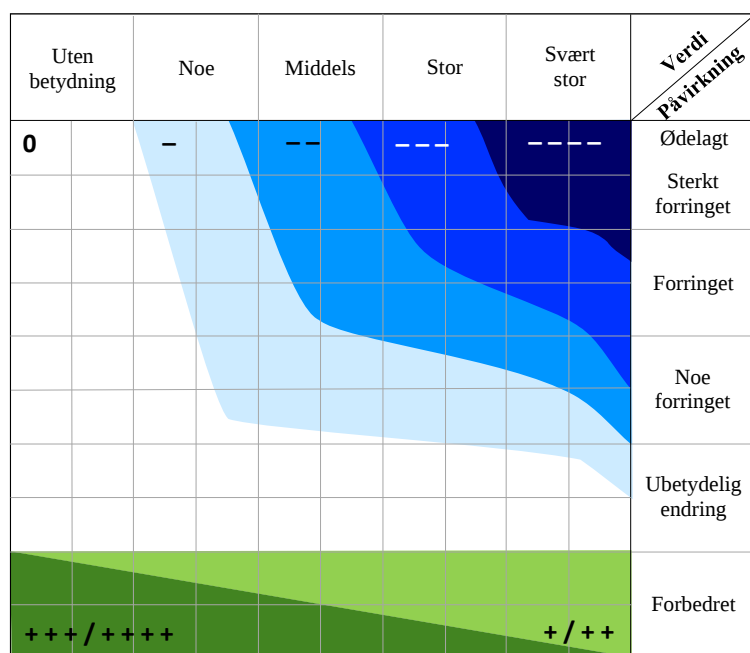 Uten
betydning
Noe
Middels
Stor
Svært
stor
Verdi
Påvirkning
0
–
– –
– – –
– – – –
Ødelagt
Sterkt
forringet
Forringet
Noe
forringet
Ubetydelig
endring
Forbedret
+++/++++
+/++